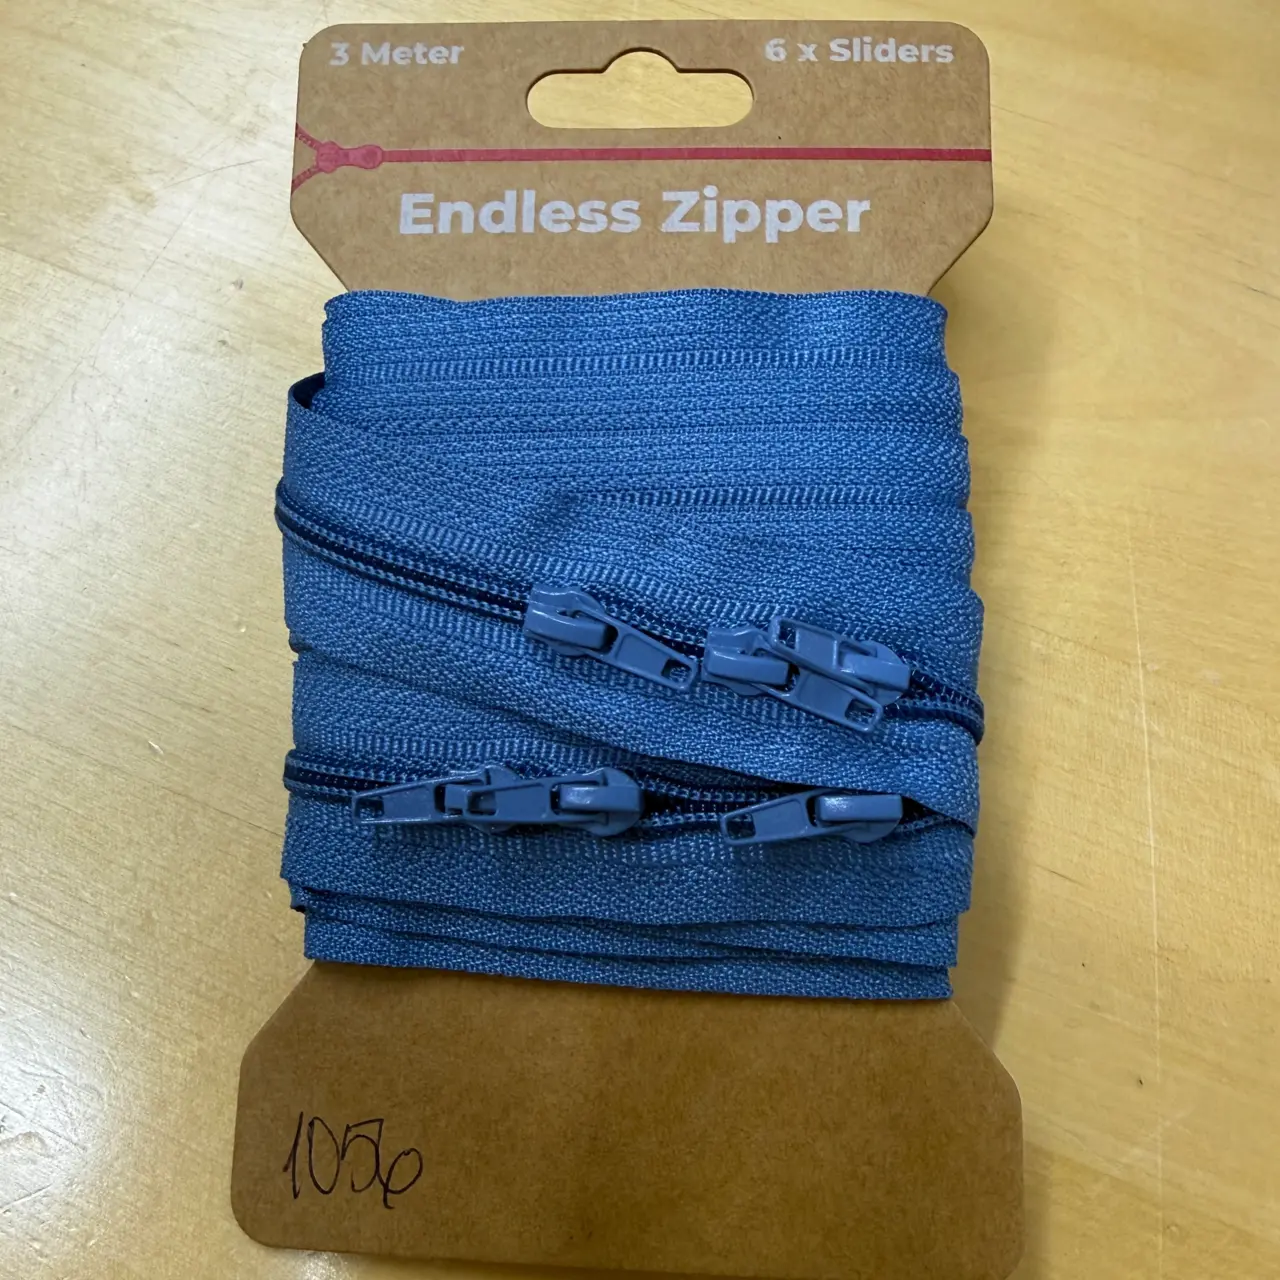 3 Meter
6 x Sliders
Endless Zipper
1056